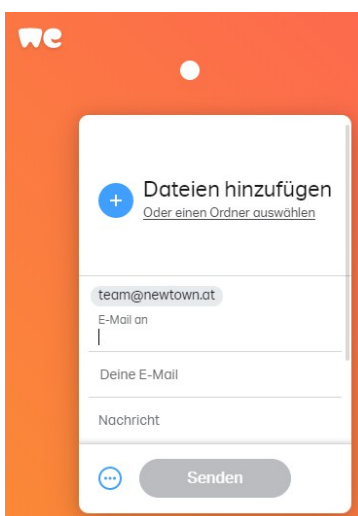 we
Dateien hinzufügen
Oder einen Ordner auswählen
team@newtown.at
E-Mail an
Deine E-Mail
Nachricht
Senden